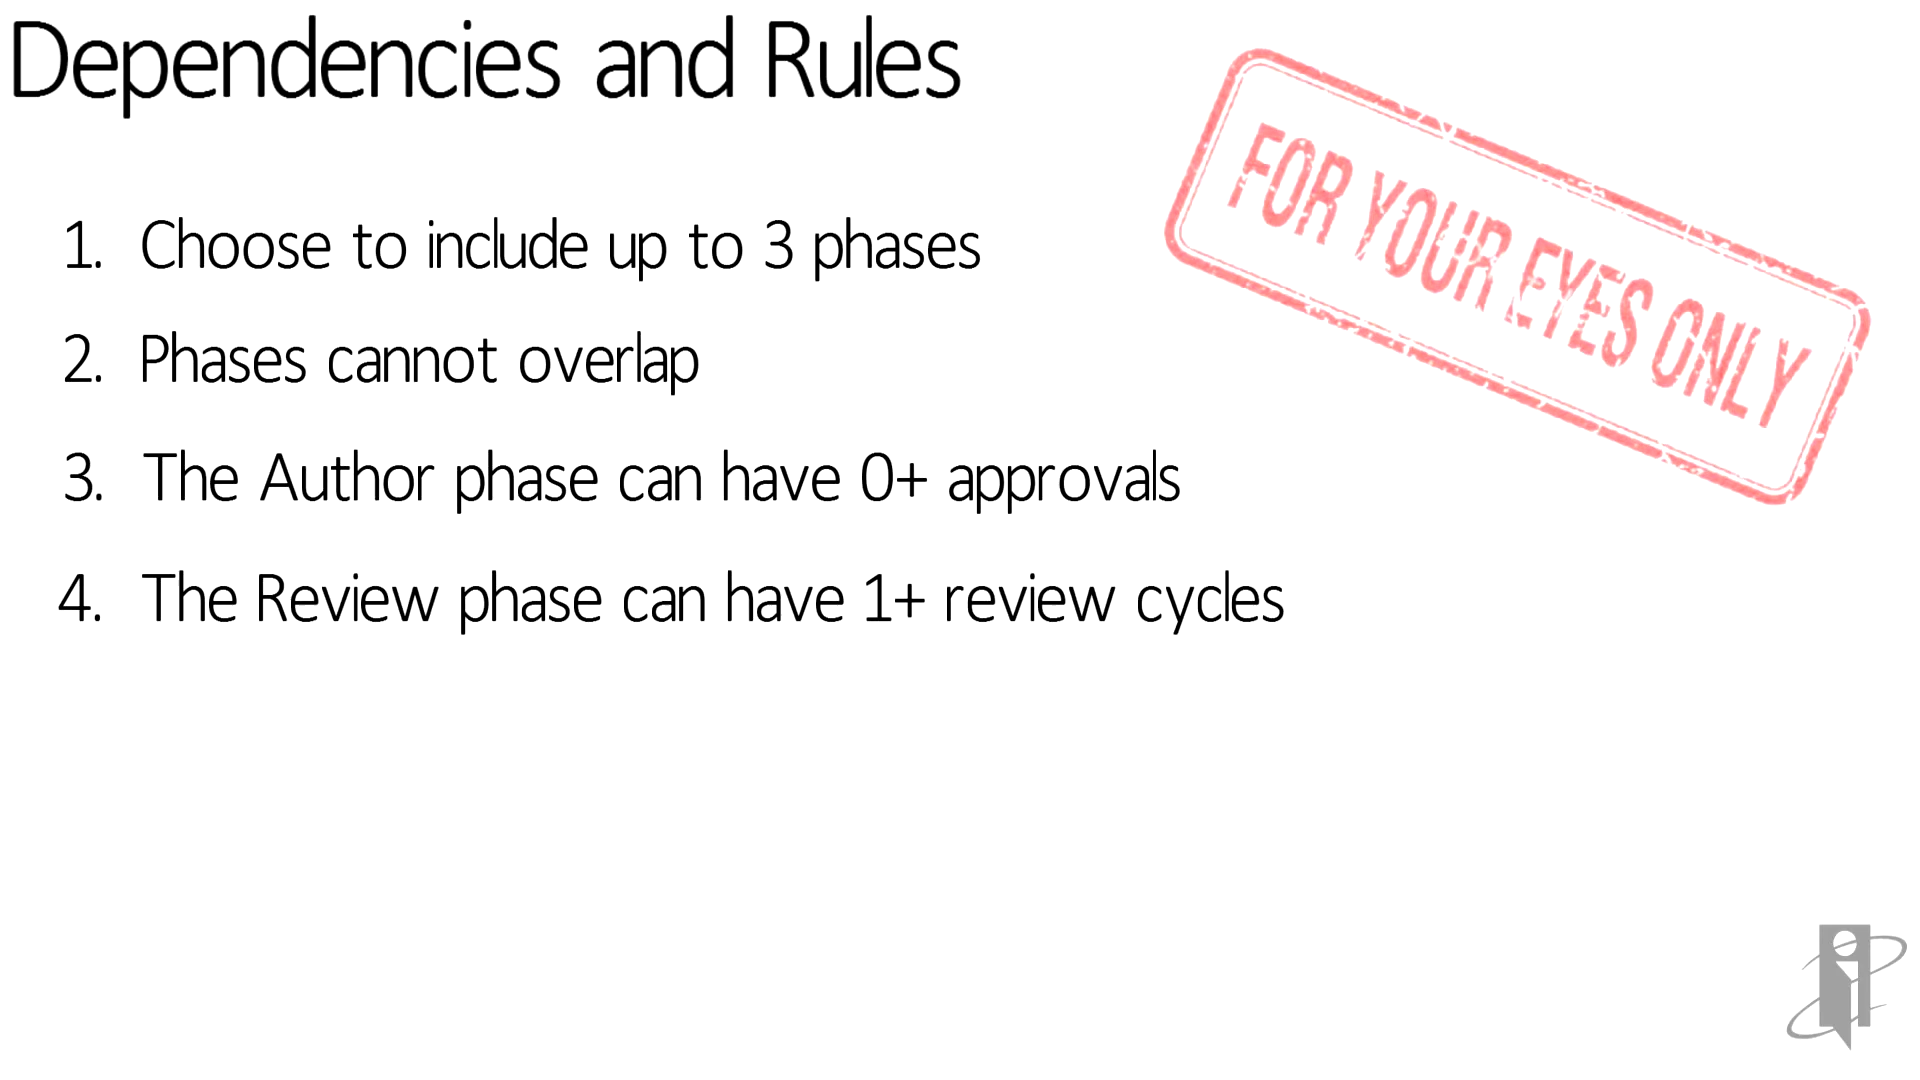 Dependencies and Rules
FOR YOUR EYES ONLY
1. Choose to include up to 3 phases
2. Phases cannot overlap
3. The Author phase can have 0+ approvals
4. The Review phase can have 1+ review cycles